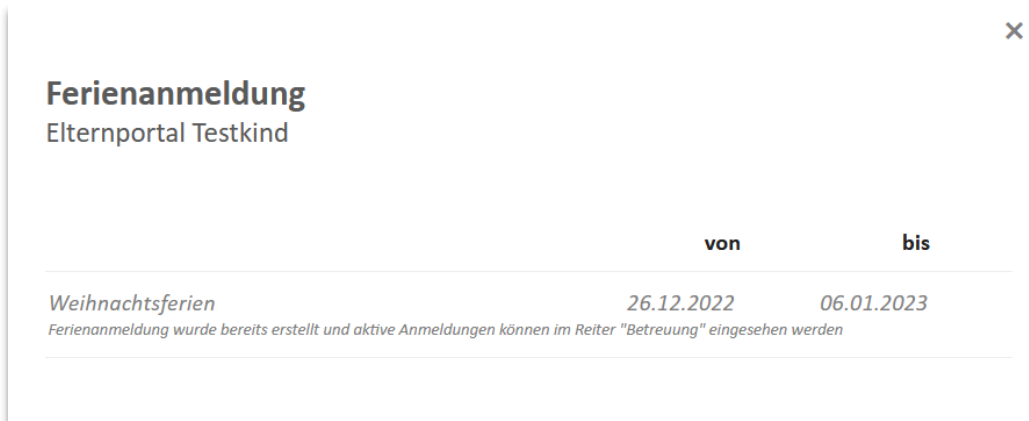 Ferienanmeldung
Elternportal Testkind
von bis
Weihnachtsferien 26.12.2022 06.01.2023
Ferienanmeldung wurde bereits erstellt und aktive Anmeldungen können im Reiter "Betreuung" eingesehen werden